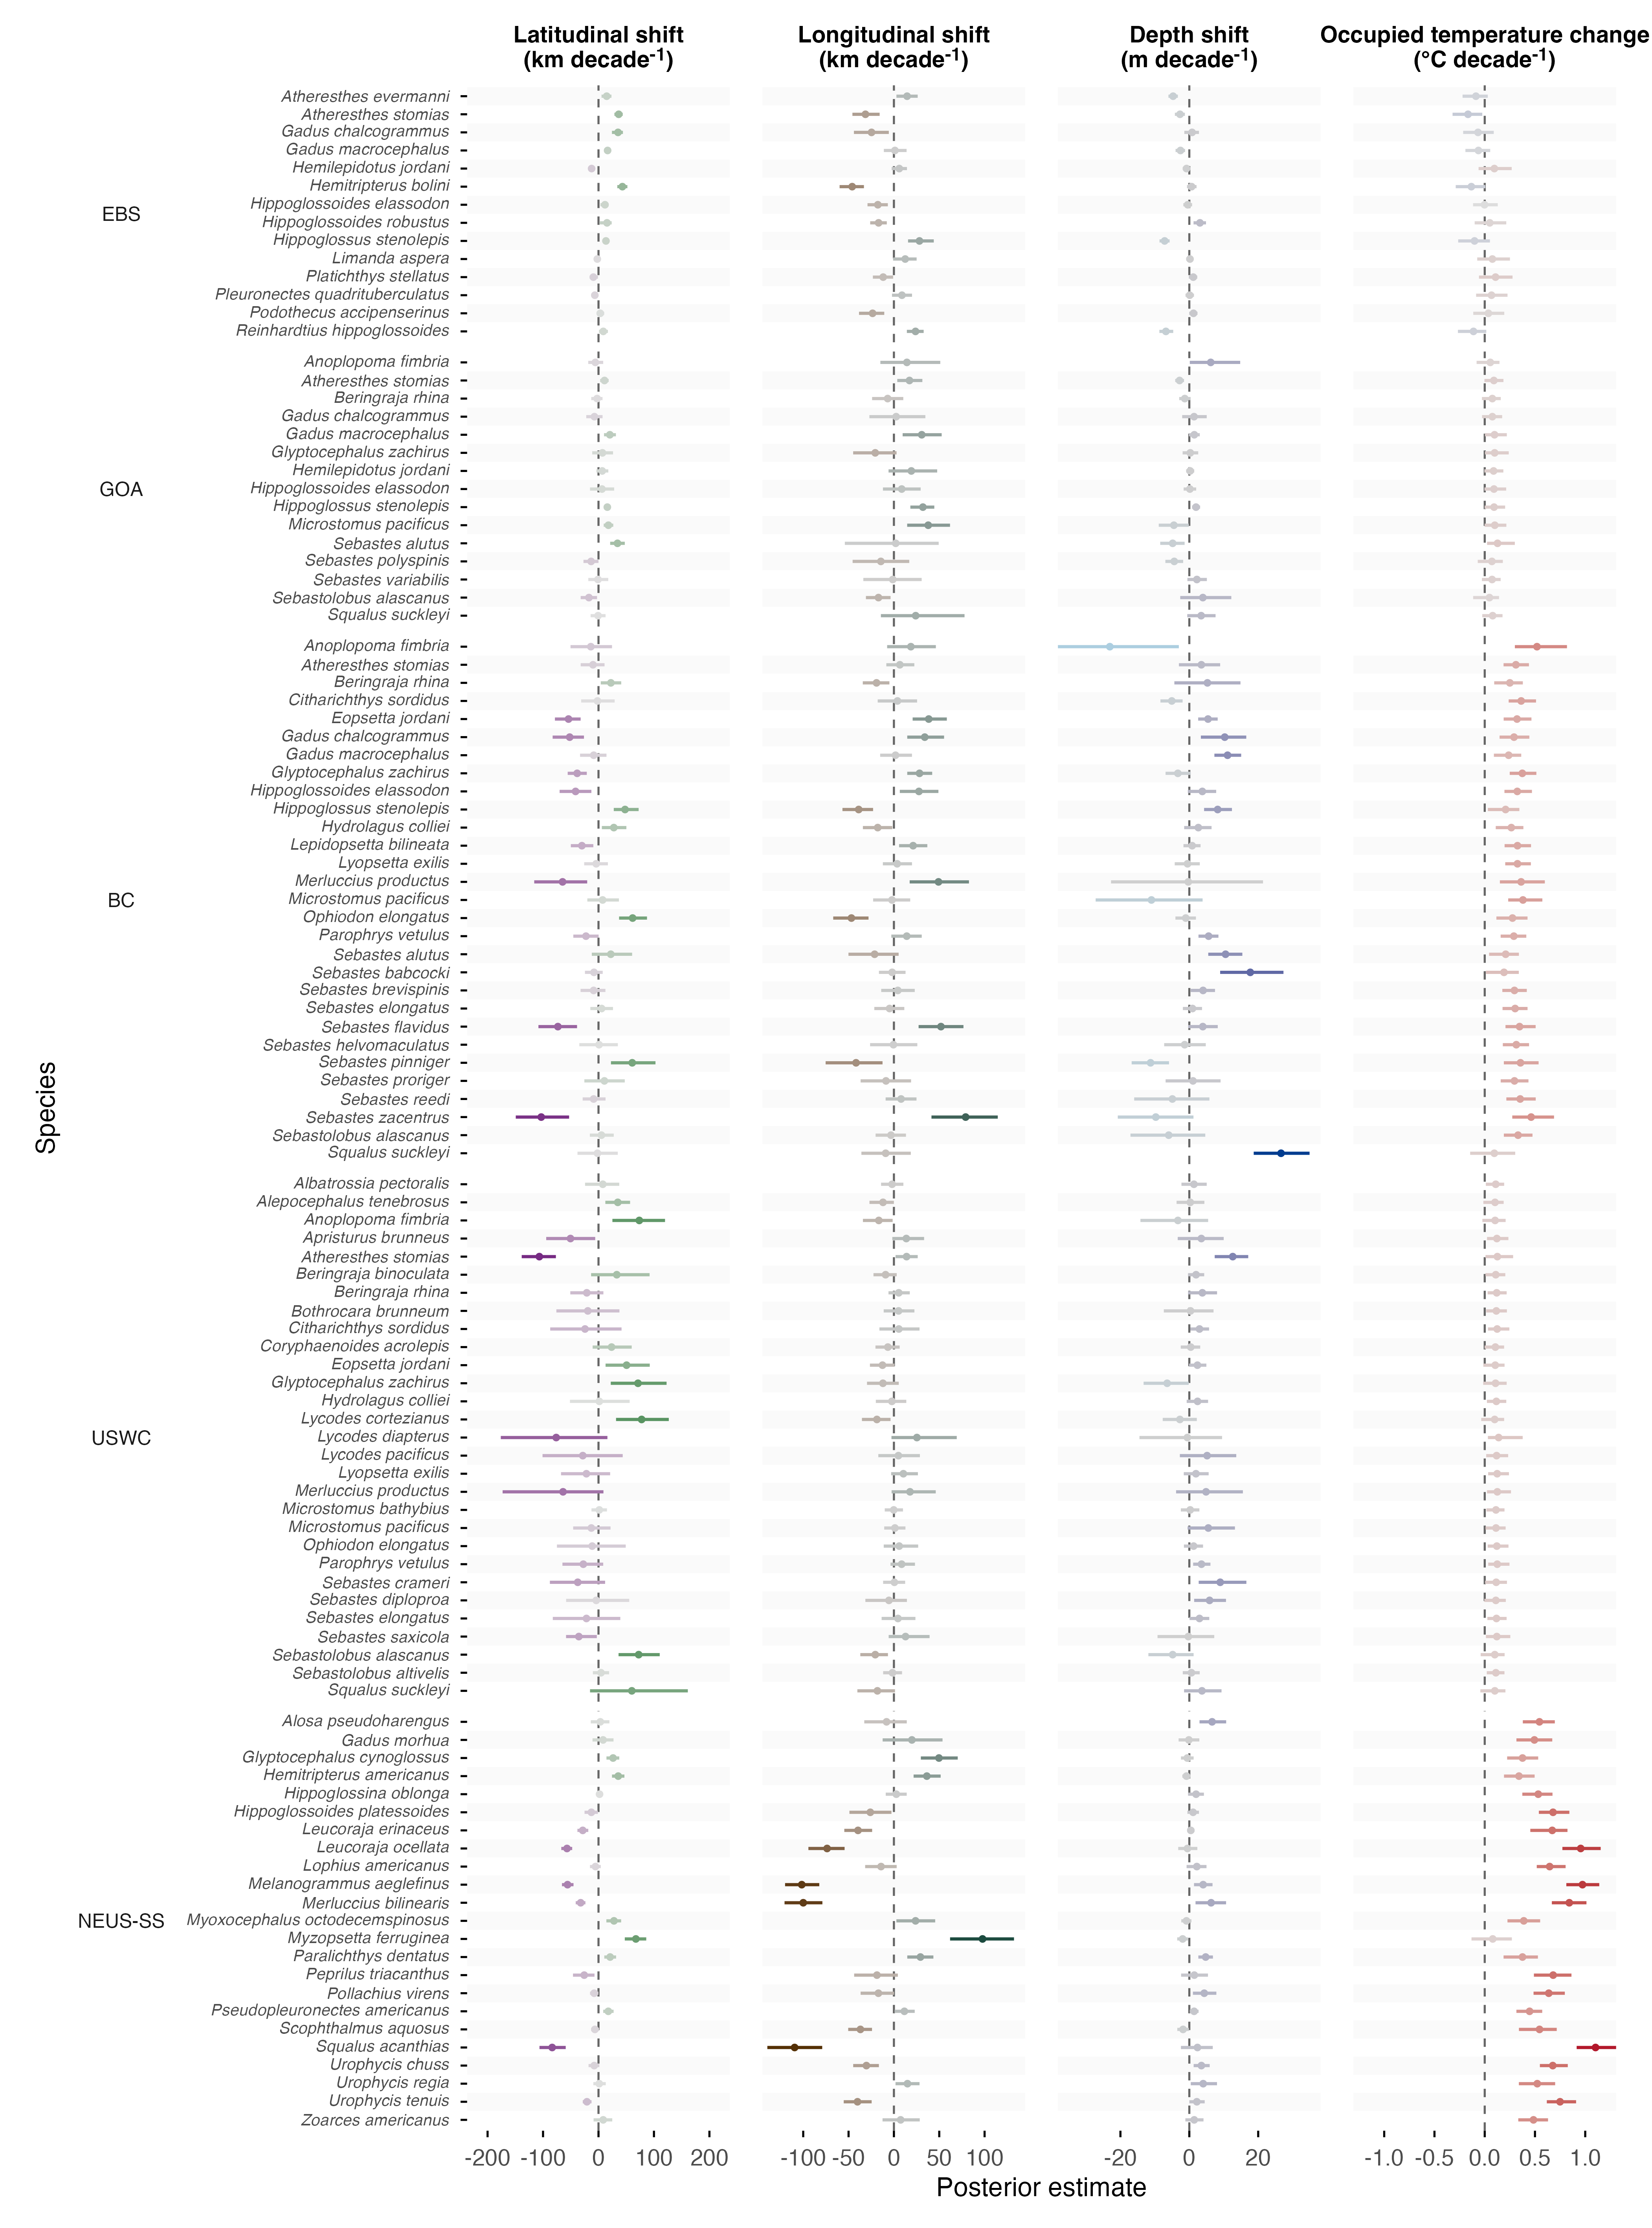 Latitudinal shift
(km decade⁻¹)
Longitudinal shift
(km decade⁻¹)
Depth shift
(m decade⁻¹)
Occupied temperature change
(°C decade⁻¹)
Species
EBS
Atheresthes evermanni
Atheresthes stomias
Gadus chalcogrammus
Gadus macrocephalus
Hemilepidotus jordani
Hemitripterus bolini
Hippoglossoides elassodon
Hippoglossoides robustus
Hippoglossus stenolepis
Limanda aspera
Platichthys stellatus
Pleuronectes quadrituberculatus
Podothecus accipenserinus
Reinhardtius hippoglossoides
GOA
Anoplopoma fimbria
Atheresthes stomias
Beringraja rhina
Gadus chalcogrammus
Gadus macrocephalus
Glyptocephalus zachirus
Hemilepidotus jordani
Hippoglossoides elassodon
Hippoglossus stenolepis
Microstomus pacificus
Sebastes alutus
Sebastes polyspinis
Sebastes variabilis
Sebastolobus alascanus
Squalus suckleyi
BC
Anoplopoma fimbria
Atheresthes stomias
Beringraja rhina
Citharichthys sordidus
Eopsetta jordani
Gadus chalcogrammus
Gadus macrocephalus
Glyptocephalus zachirus
Hippoglossoides elassodon
Hippoglossus stenolepis
Hydrolagus colliei
Lepidopsetta bilineata
Lyopsetta exilis
Merluccius productus
Microstomus pacificus
Ophiodon elongatus
Parophrys vetulus
Sebastes alutus
Sebastes babcocki
Sebastes brevispinis
Sebastes elongatus
Sebastes flavidus
Sebastes helvomaculatus
Sebastes pinniger
Sebastes proriger
Sebastes reedi
Sebastes zacentrus
Sebastolobus alascanus
Squalus suckleyi
USWC
Albatrossia pectoralis
Alepocephalus tenebrosus
Anoplopoma fimbria
Apristurus brunneus
Atheresthes stomias
Beringraja binoculata
Beringraja rhina
Bothrocara brunneum
Citharichthys sordidus
Coryphaenoides acrolepis
Eopsetta jordani
Glyptocephalus zachirus
Hydrolagus colliei
Lycodes cortezianus
Lycodes diapterus
Lycodes pacificus
Lyopsetta exilis
Merluccius productus
Microstomus bathybius
Microstomus pacificus
Ophiodon elongatus
Parophrys vetulus
Sebastes crameri
Sebastes diploproa
Sebastes elongatus
Sebastes saxicola
Sebastolobus alascanus
Sebastolobus altivelis
Squalus suckleyi
NEUS-SS
Alosa pseudoharengus
Gadus morhua
Glyptocephalus cynoglossus
Hemitripterus americanus
Hippoglossina oblonga
Hippoglossoides platessoides
Leucoraja erinaceus
Leucoraja ocellata
Lophius americanus
Melanogrammus aeglefinus
Merluccius bilinearis
Myoxocephalus octodecemspinosus
Myzopsetta ferruginea
Paralichthys dentatus
Peprilus triacanthus
Pollachius virens
Pseudopleuronectes americanus
Scophthalmus aquosus
Squalus acanthias
Urophycis chuss
Urophycis regia
Urophycis tenuis
Zoarces americanus
-200 -100 0 100 200
-100 -50 0 50 100
-20 0 20
-1.0 -0.5 0.0 0.5 1.0
Posterior estimate